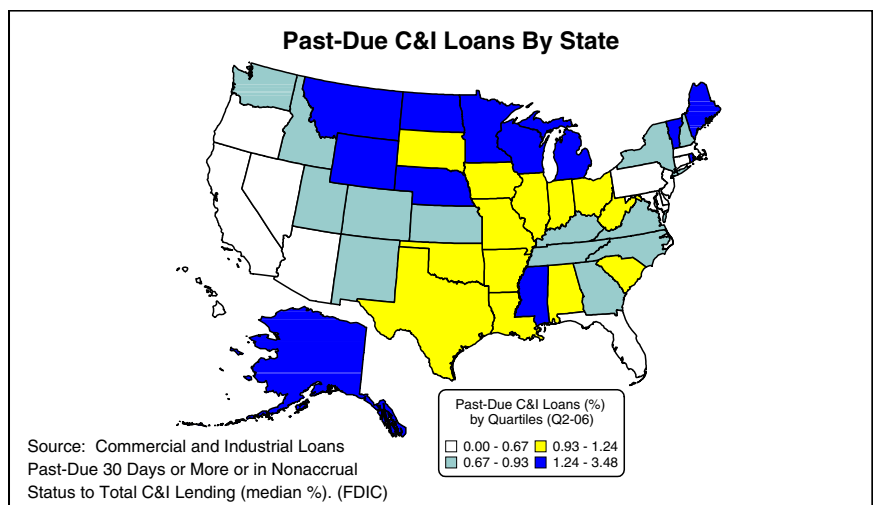 Past-Due C&I Loans By State
Past-Due C&I Loans (%)
by Quartiles (Q2-06)
0.00 - 0.67 0.93 - 1.24
0.67 - 0.93 1.24 - 3.48
Source: Commercial and Industrial Loans
Past-Due 30 Days or More or in Nonaccrual
Status to Total C&I Lending (median %). (FDIC)